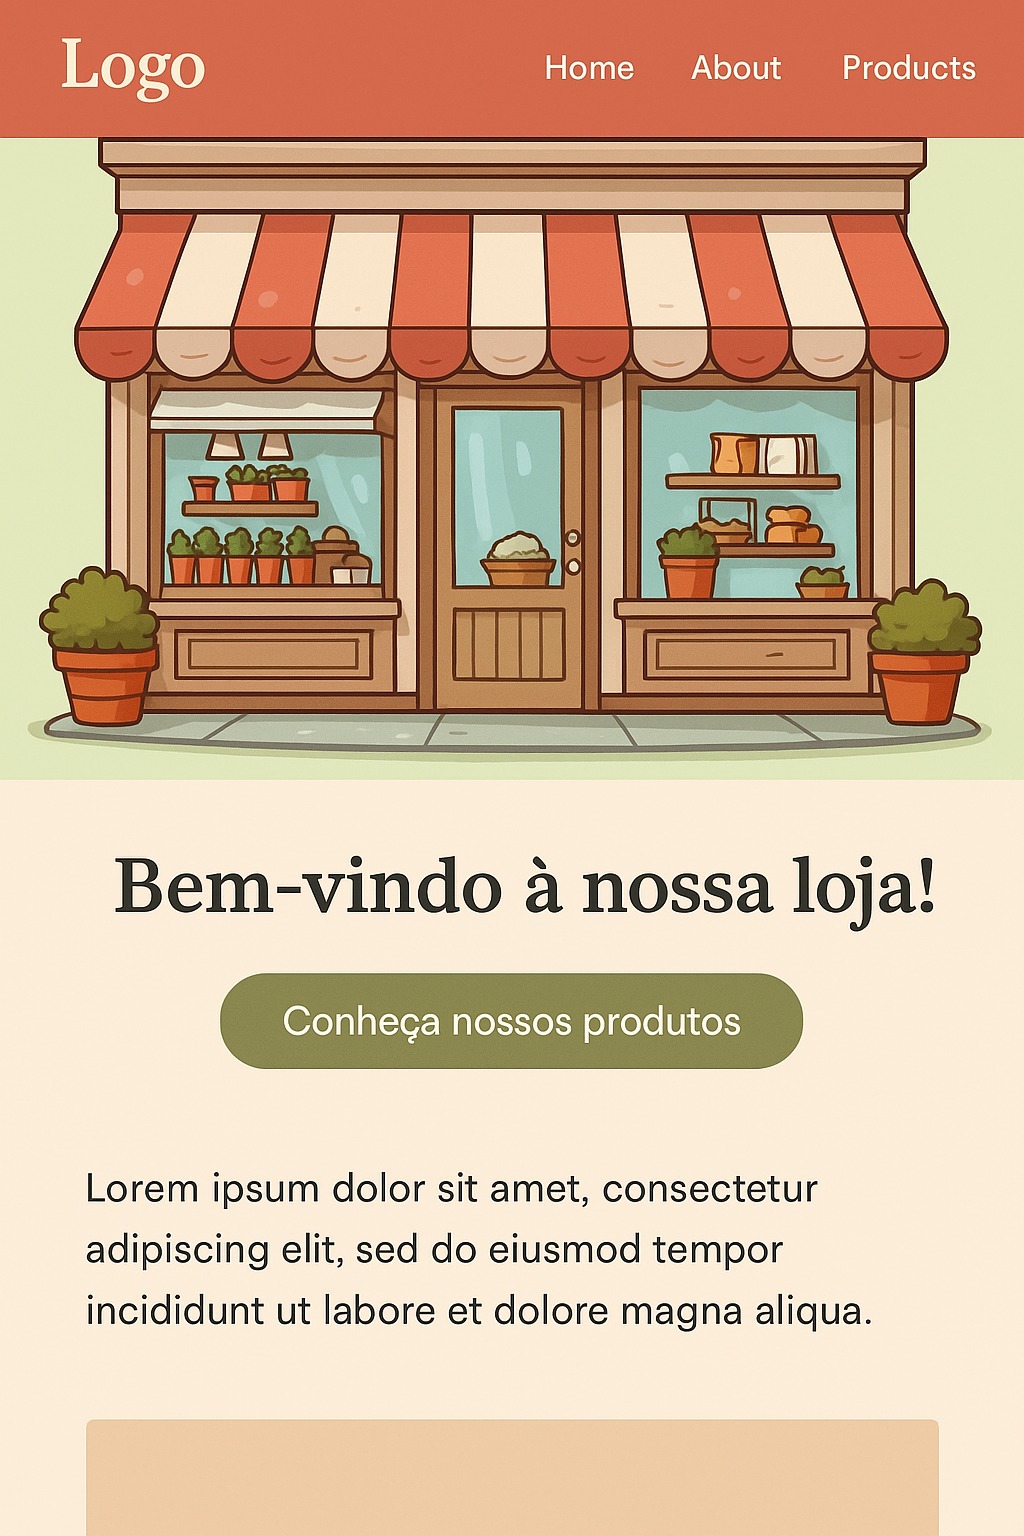 Logo
Home About Products
Bem-vindo à nossa loja!
Conheça nossos produtos
Lorem ipsum dolor sit amet, consectetur
adipiscing elit, sed do eiusmod tempor
incididunt ut labore et dolore magna aliqua.